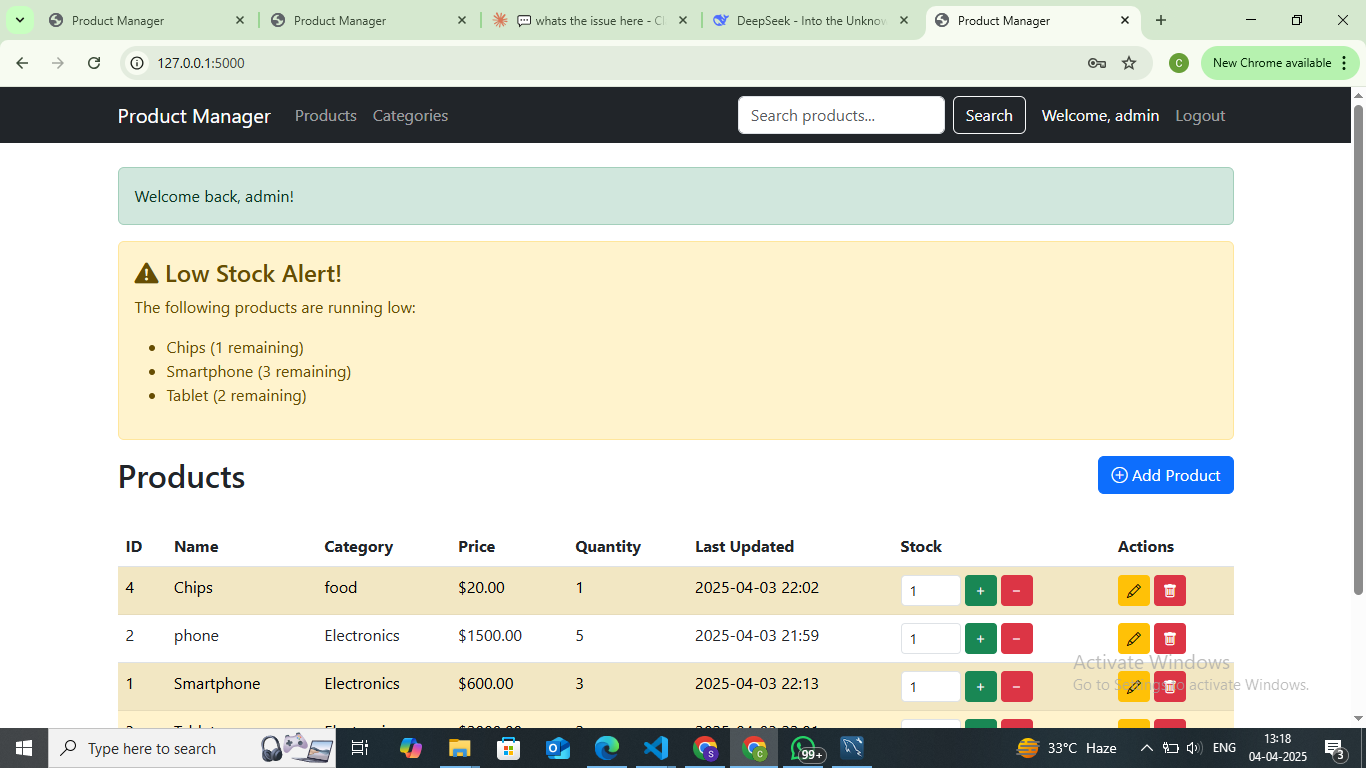 Product Manager
Product Manager
whats the issue here - Cl
DeepSeek - Into the Unknow
Product Manager
127.0.0.1:5000
C
New Chrome available
Product Manager Products Categories Search products... Search Welcome, admin Logout
Welcome back, admin!
Low Stock Alert!
The following products are running low:
• Chips (1 remaining)
• Smartphone (3 remaining)
• Tablet (2 remaining)
Products
Add Product
ID Name Category Price Quantity Last Updated Stock Actions
4 Chips food $20.00 1 2025-04-03 22:02 1 + −
2 phone Electronics $1500.00 5 2025-04-03 21:59 1 + −
Activate Windows
1 Smartphone Electronics $600.00 3 2025-04-03 22:13 1 + −
Go to Settings to activate Windows.
Type here to search
S
C
99+
33°C Haze
ENG
13:18
04-04-2025
3